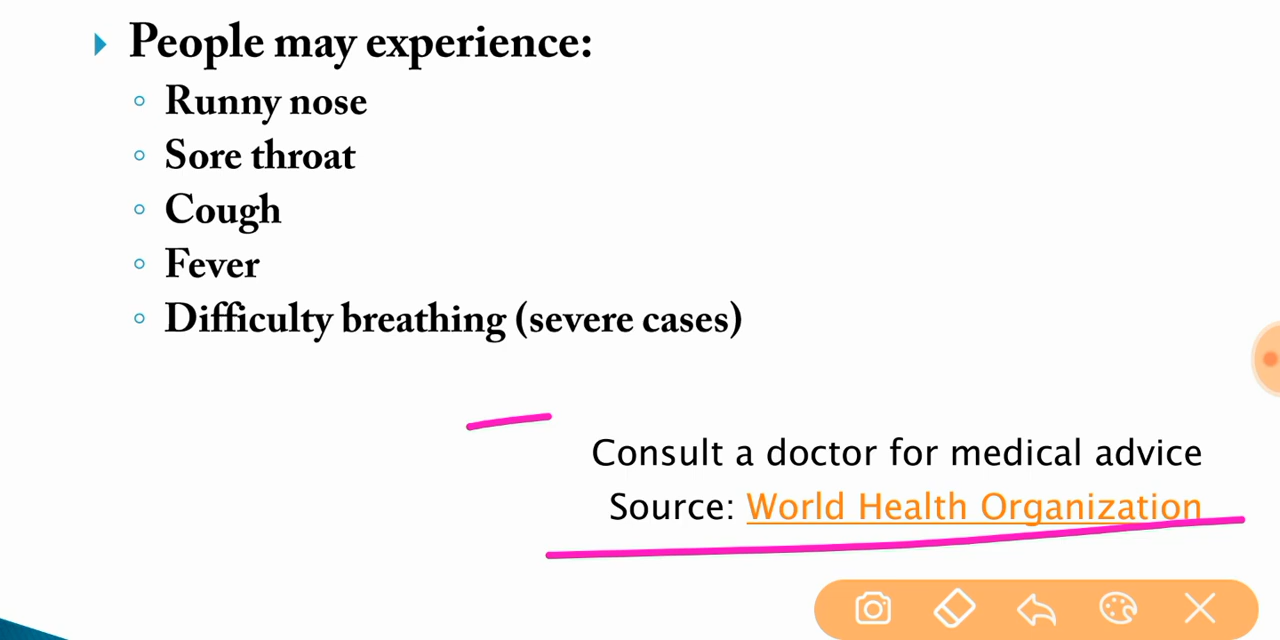 People may experience:
Runny nose
Sore throat
Cough
Fever
Difficulty breathing (severe cases)
Consult a doctor for medical advice
Source: World Health Organization